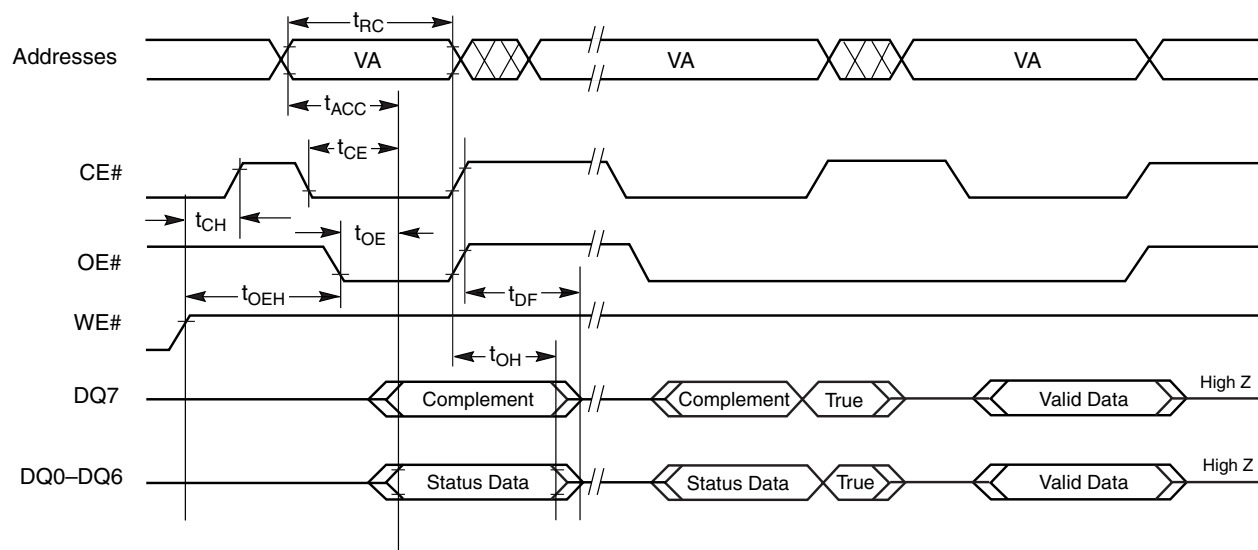 tRC
Addresses VA VA VA
tACC
tCE
CE#
tCH tOE
OE#
tOEH tDF
WE#
tOH
DQ7 Complement Complement True Valid Data High Z
DQ0–DQ6 Status Data Status Data True Valid Data High Z